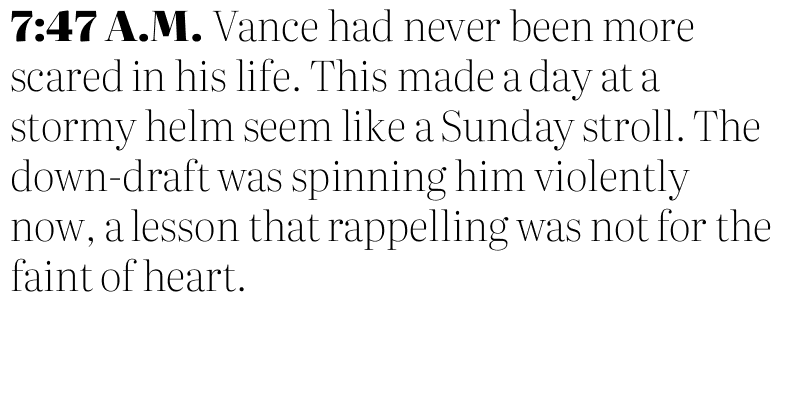 7:47 A.M. Vance had never been more
scared in his life. This made a day at a
stormy helm seem like a Sunday stroll. The
down-draft was spinning him violently
now, a lesson that rappelling was not for the
faint of heart.